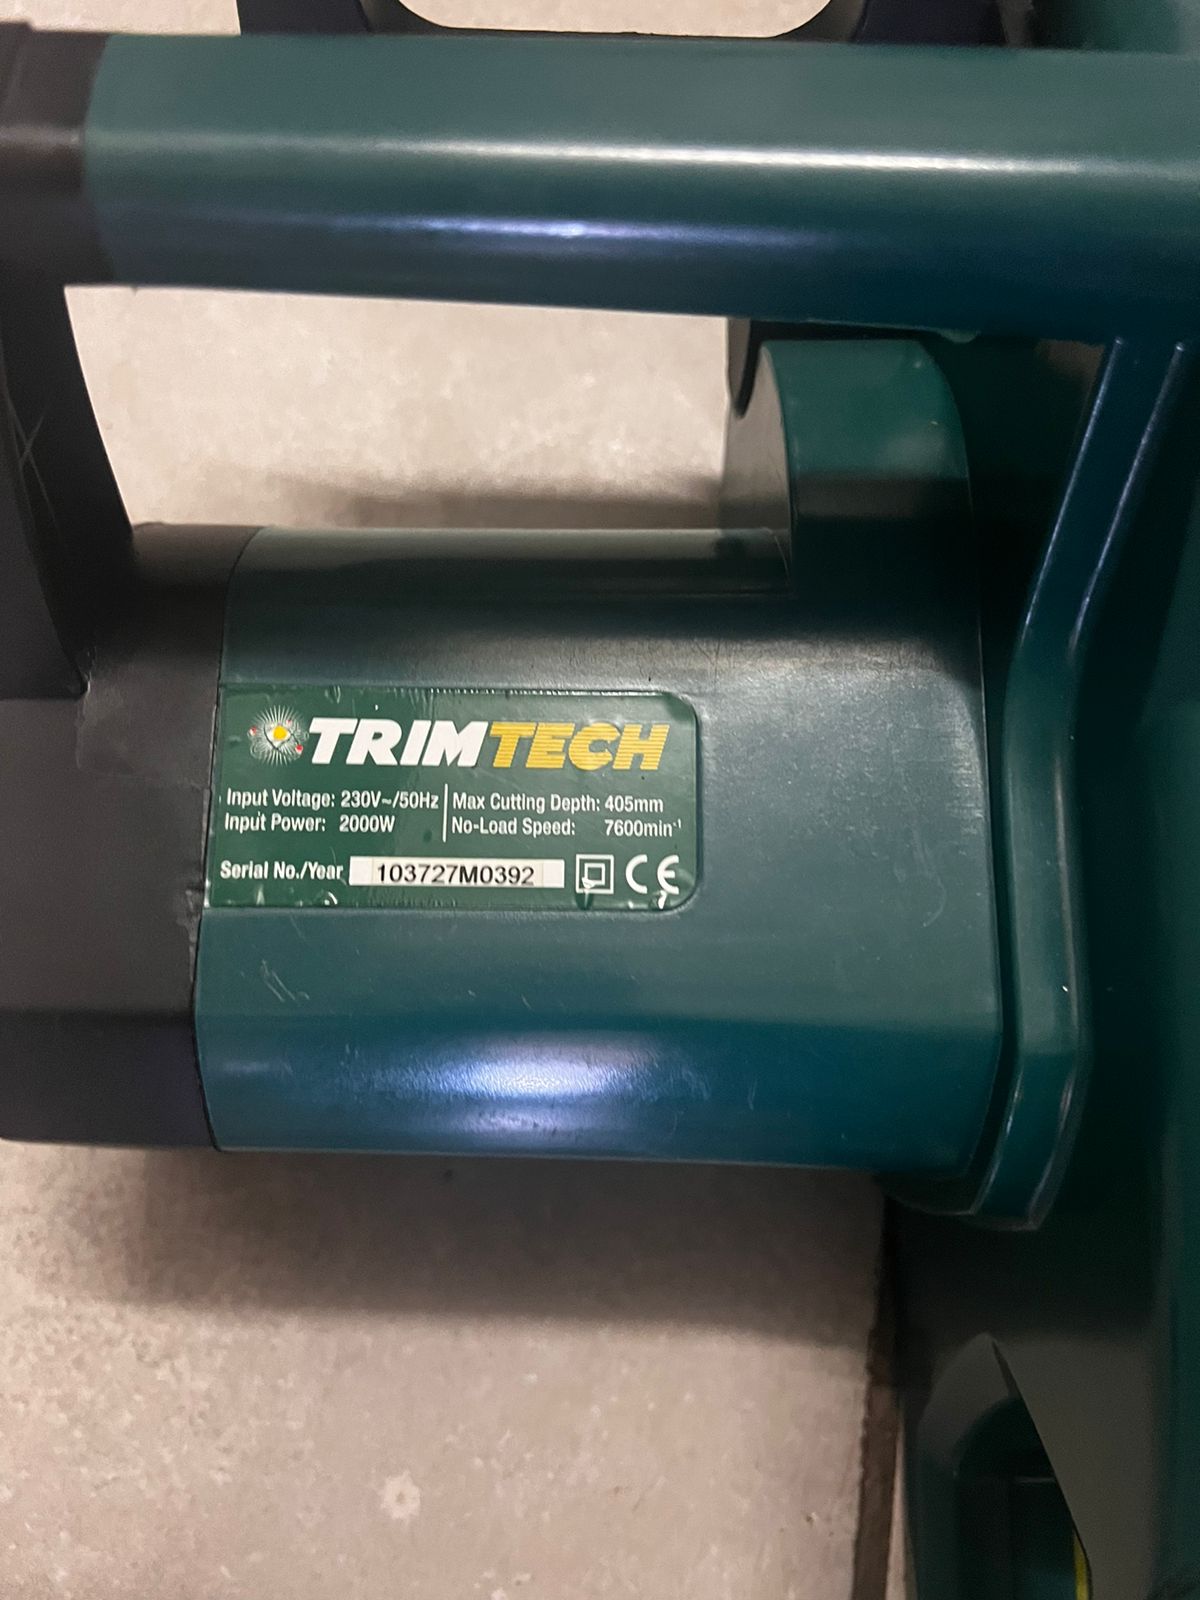 TRIMTECH
Input Voltage: 230V~/50Hz
Input Power: 2000W
Max Cutting Depth: 405mm
No-Load Speed: 7600min⁻¹
Serial No./Year 103727M0392
CE